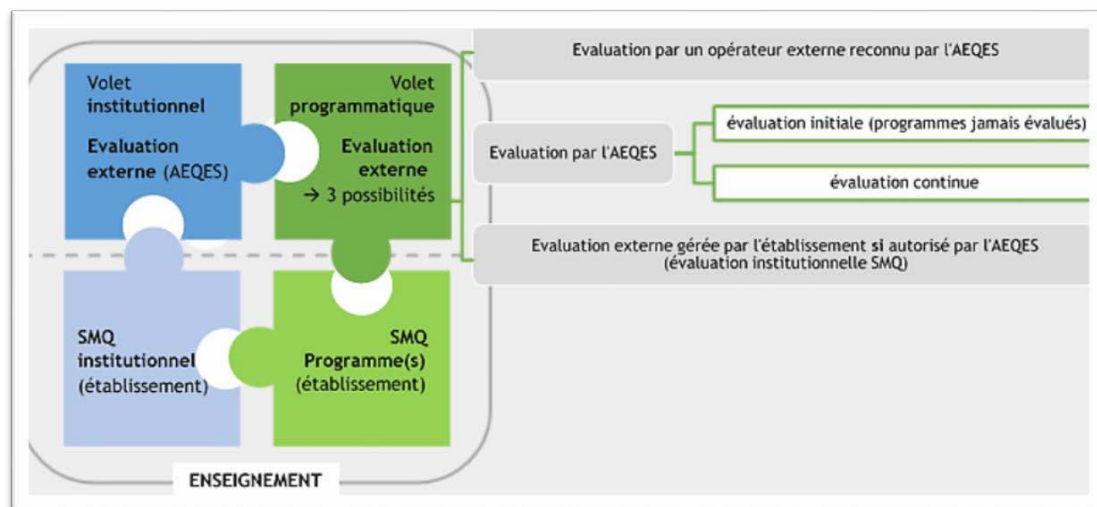 Volet
institutionnel
Evaluation
externe (AEQES)
Volet
programmatique
Evaluation
externe
→ 3 possibilités
SMQ
institutionnel
(établissement)
SMQ
Programme(s)
(établissement)
ENSEIGNEMENT
Evaluation par un opérateur externe reconnu par l'AEQES
Evaluation par l'AEQES
évaluation initiale (programmes jamais évalués)
évaluation continue
Evaluation externe gérée par l'établissement si autorisé par l'AEQES
(évaluation institutionnelle SMQ)